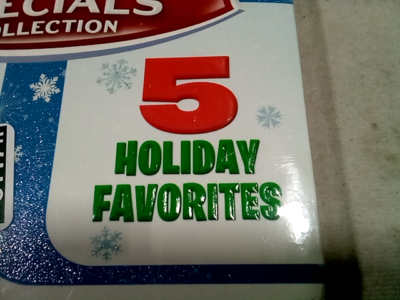 ECIALS
OLLECTION
5
HOLIDAY
FAVORITES